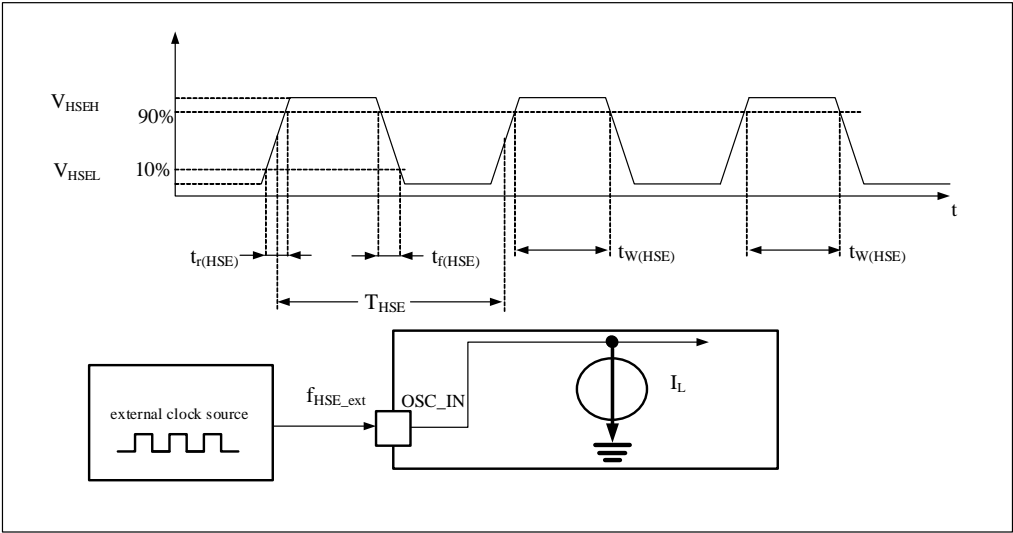 V_HSEH
90%
V_HSEL
10%
t
t_r(HSE)
t_f(HSE)
t_W(HSE)
t_W(HSE)
T_HSE
f_HSE_ext
OSC_IN
I_L
external clock source